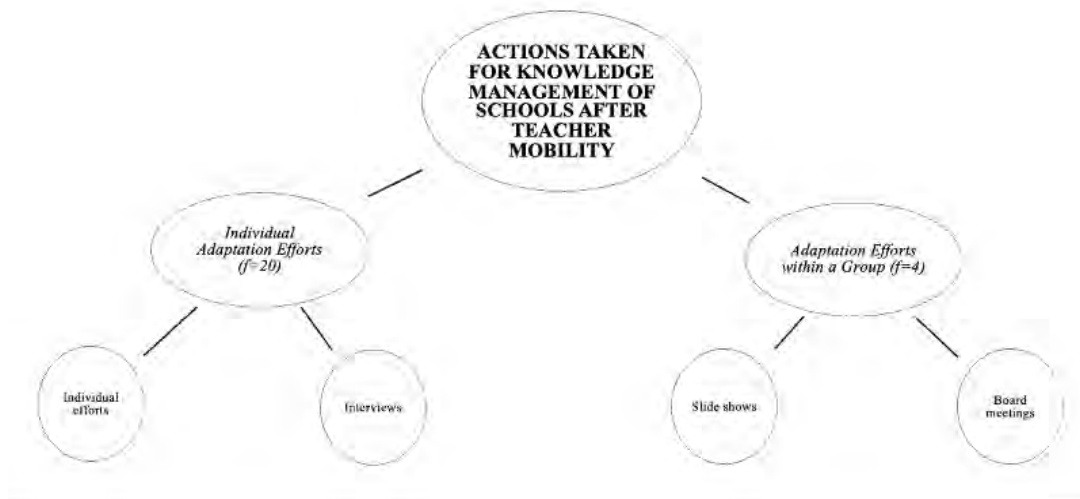 ACTIONS TAKEN
FOR KNOWLEDGE
MANAGEMENT OF
SCHOOLS AFTER
TEACHER
MOBILITY
Individual
Adaptation Efforts
(f=20)
Adaptation Efforts
within a Group (f=4)
Individual
efforts
Interviews
Slide shows
Board
meetings